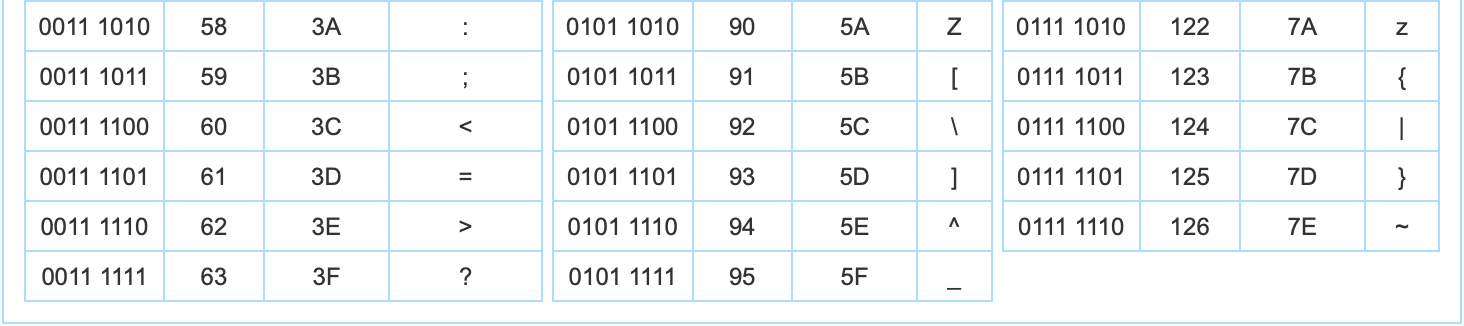 0011 1010 58 3A : 0101 1010 90 5A Z 0111 1010 122 7A z
0011 1011 59 3B ; 0101 1011 91 5B [ 0111 1011 123 7B {
0011 1100 60 3C < 0101 1100 92 5C \ 0111 1100 124 7C |
0011 1101 61 3D = 0101 1101 93 5D ] 0111 1101 125 7D }
0011 1110 62 3E > 0101 1110 94 5E ^ 0111 1110 126 7E ~
0011 1111 63 3F ? 0101 1111 95 5F _